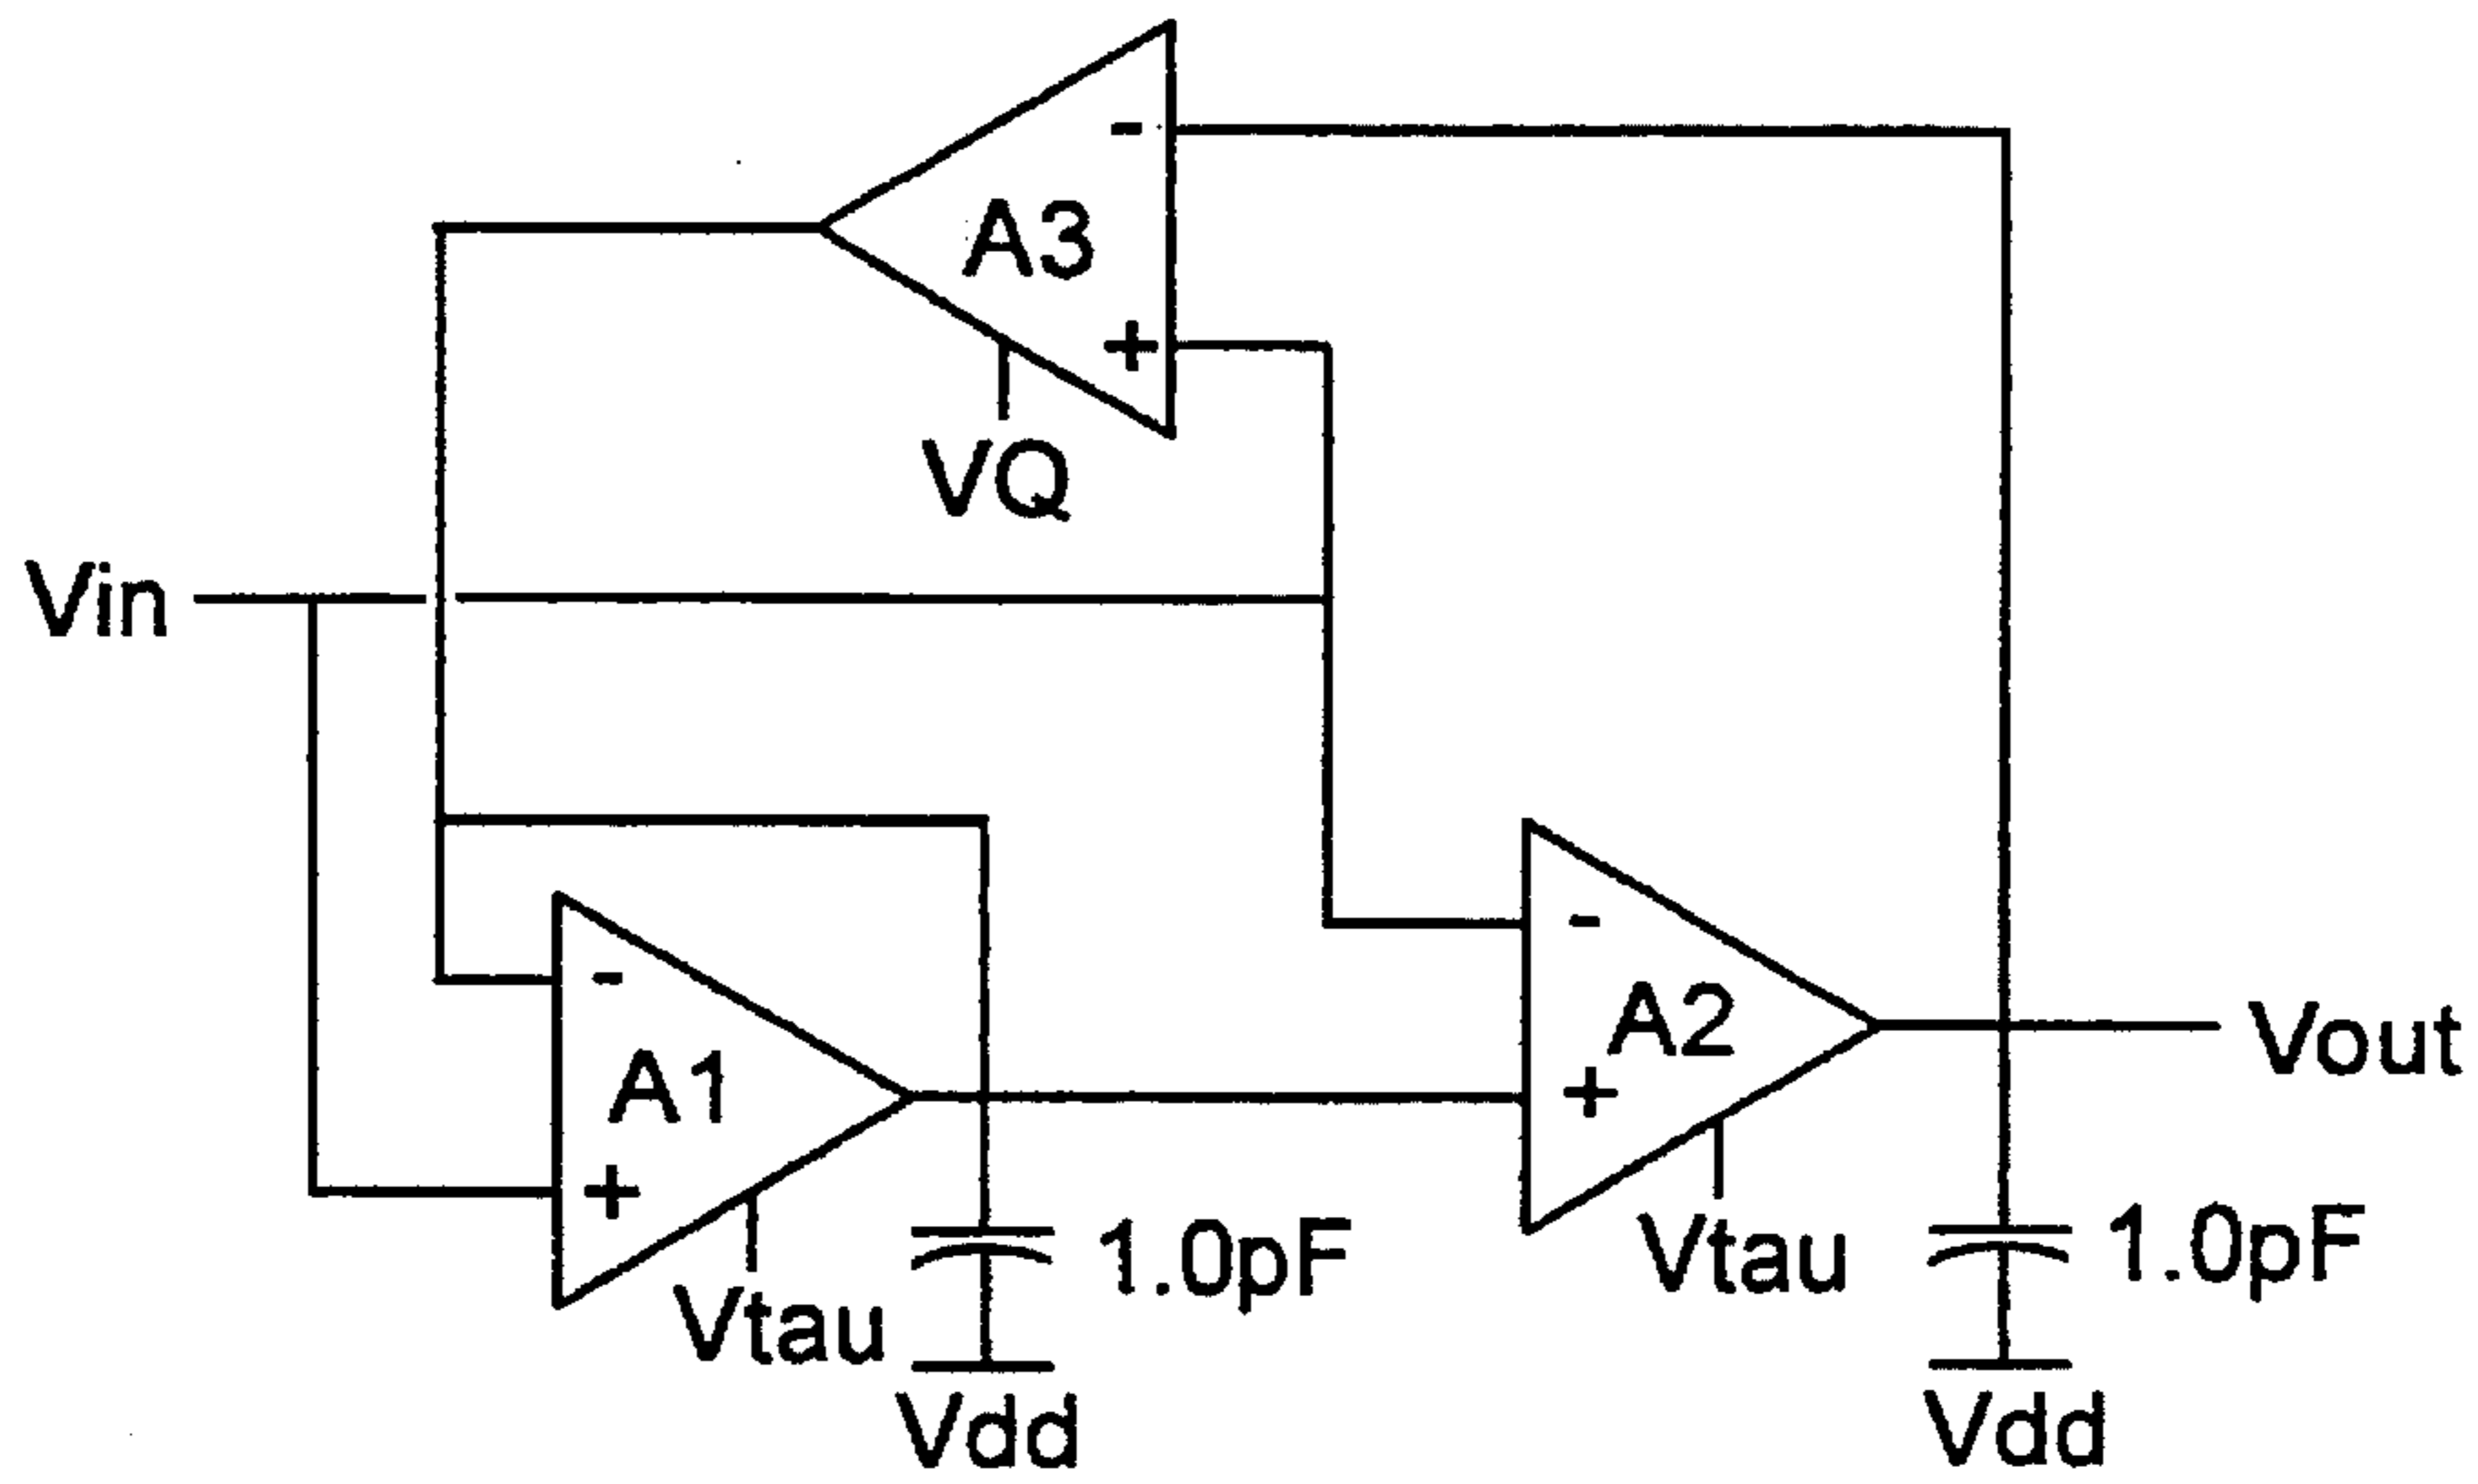 -
A3
+
VQ
Vin
-
A1
+
Vtau
1.0pF
Vdd
-
A2
+
Vtau
Vout
1.0pF
Vdd